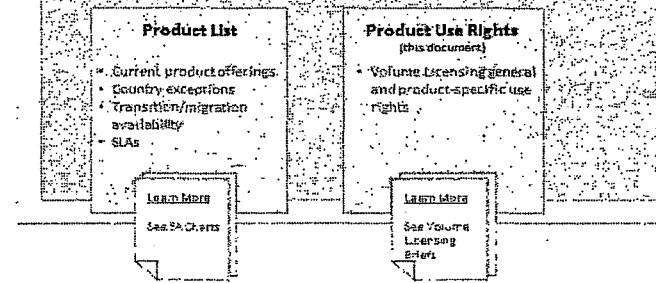 Product List
• Current product offerings
• Country exceptions
• Transition/migration
availability
• SLAs
Learn More
See SA Charts
Product Use Rights
(this document)
• Volume Licensing general
and product-specific use
rights
Learn More
See Volume
Licensing
Briefs